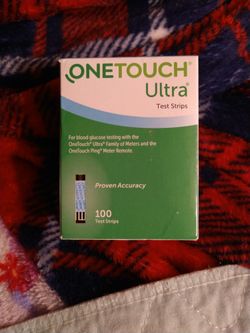 ONETOUCH®
Ultra®
Test Strips
For blood glucose testing with the
OneTouch® Ultra® Family of Meters and the
OneTouch Ping® Meter Remote.
Proven Accuracy
100
Test Strips